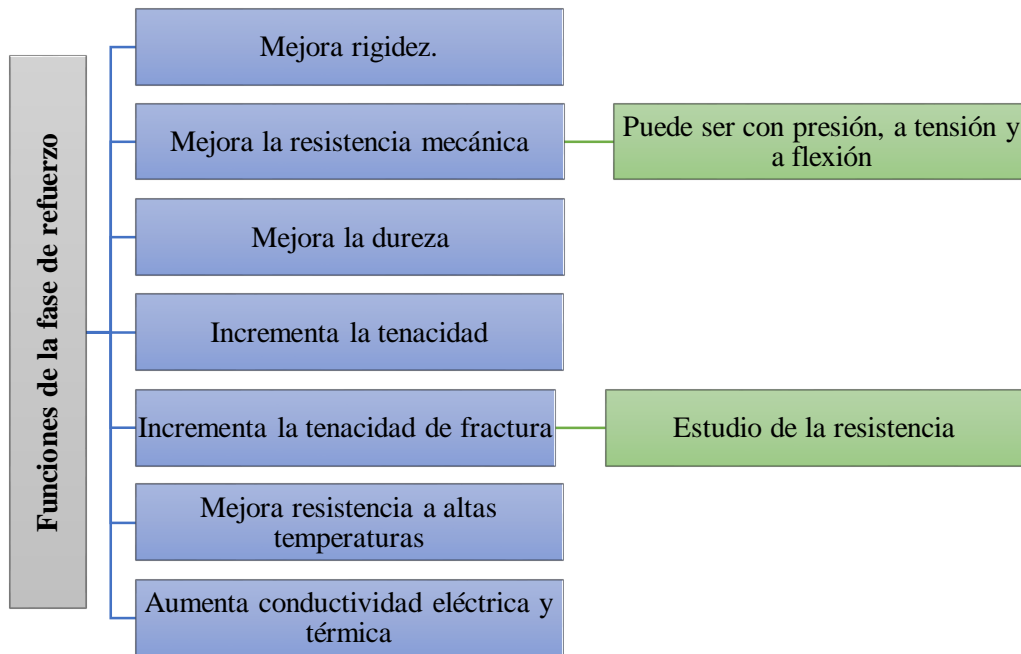 Funciones de la fase de refuerzo
Mejora rigidez.
Mejora la resistencia mecánica
Puede ser con presión, a tensión y
a flexión
Mejora la dureza
Incrementa la tenacidad
Incrementa la tenacidad de fractura
Estudio de la resistencia
Mejora resistencia a altas
temperaturas
Aumenta conductividad eléctrica y
térmica